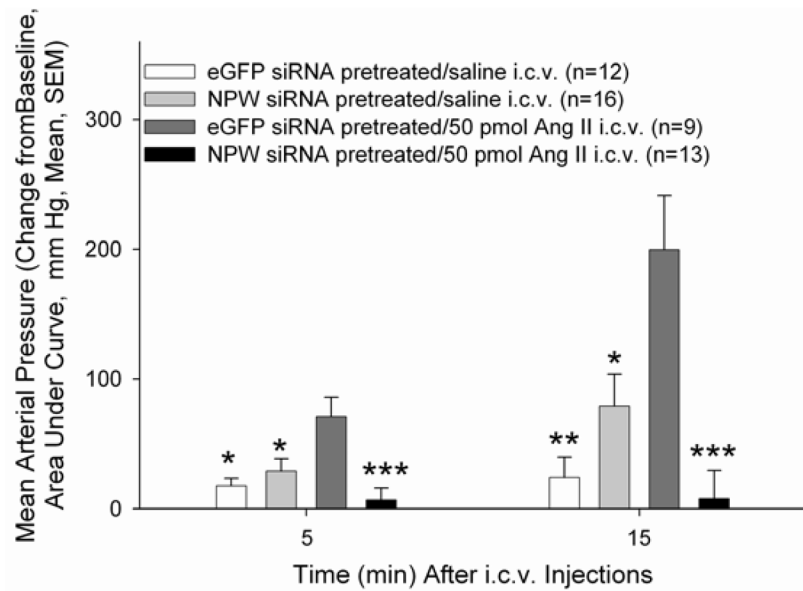 Mean Arterial Pressure (Change fromBaseline,
Area Under Curve,  mm Hg, Mean, SEM)
eGFP siRNA pretreated/saline i.c.v. (n=12)
NPW siRNA pretreated/saline i.c.v. (n=16)
eGFP siRNA pretreated/50 pmol Ang II i.c.v. (n=9)
NPW siRNA pretreated/50 pmol Ang II i.c.v. (n=13)
300
200
100
0
* * ***
** * ***
5 15
Time (min) After i.c.v. Injections